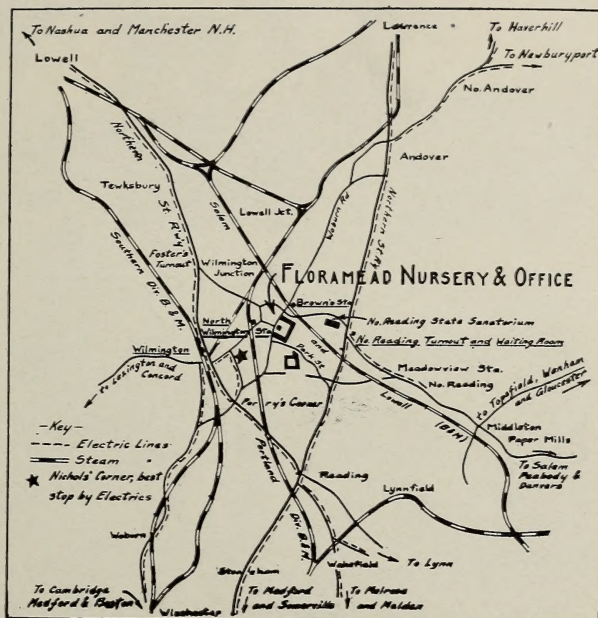 To Nashua and Manchester N.H.
Lowell
Lawrence
To Haverhill
To Newburyport
No. Andover
Andover
Northern
St. R'w'y
Tewksbury
Salem
Lowell Jct.
Woburn Rd
Northern St. Ry
Foster's
Turnout
Wilmington
Junction
Southern Div. B & M.
FLORAMEAD NURSERY & OFFICE
Brown's Sta.
North
Wilmington Sta
No. Reading State Sanatorium
No. Reading Turnout and Waiting Room
and
Park St
Wilmington
to Lexington
and Concord
Meadowview Sta.
No. Reading
to Topsfield, Wenham
and Gloucester
Perry's Corner
Lowell
(B&M)
Middleton
Paper Mills
-Key-
Electric Lines
Steam "
Nichols' Corner, best
stop by Electrics
Portland
Div. B. & M.
Reading
Lynnfield
To Salem
Peabody &
Danvers
Woburn
Stoneham
Wakefield
To Lynn
To Cambridge
Medford & Boston
Winchester
To Medford
and Somerville
To Melrose
and Malden